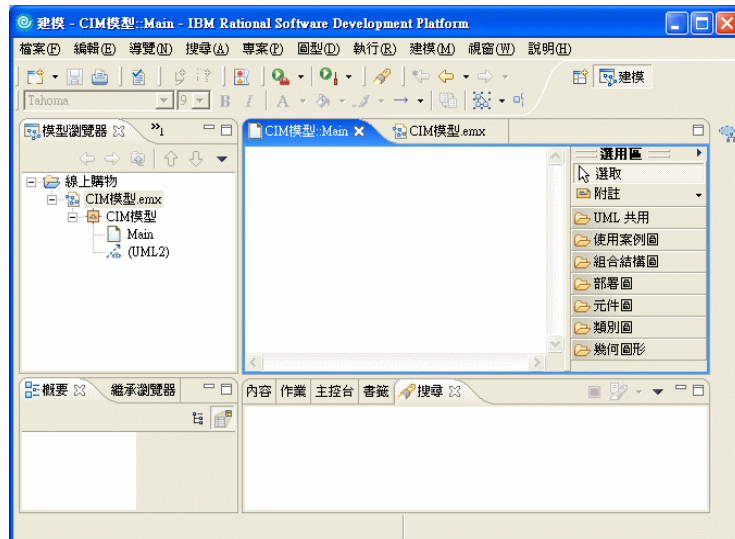 建模 - CIM模型::Main - IBM Rational Software Development Platform
檔案(F) 編輯(E) 導覽(N) 搜尋(A) 專案(P) 圖型(D) 執行(R) 建模(M) 視窗(W) 說明(H)
建模
Tahoma 9 B I A
模型瀏覽器 »1
CIM模型::Main CIM模型.emx
選用區
選取
附註
UML 共用
使用案例圖
組合結構圖
部署圖
元件圖
類別圖
幾何圖形
線上購物
CIM模型.emx
CIM模型
Main
(UML2)
概要 繼承瀏覽器
內容 作業 主控台 書籤 搜尋